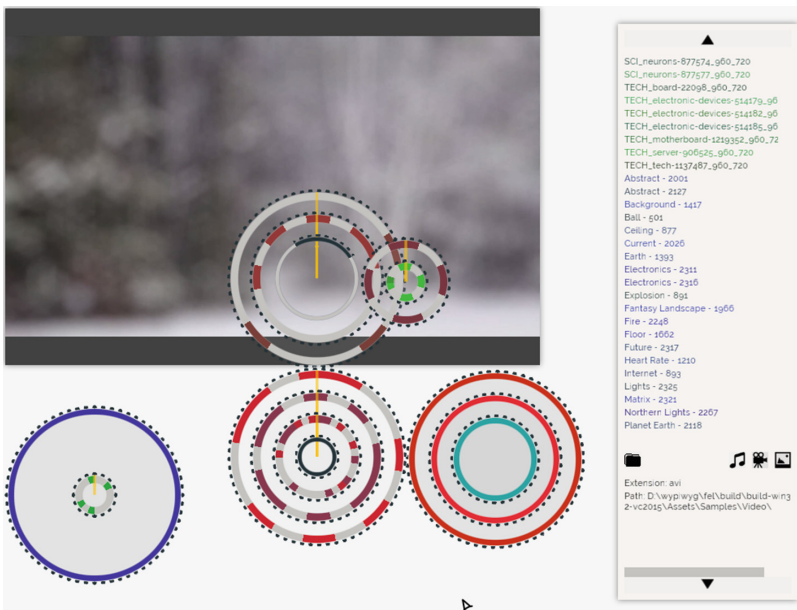 SCI_neurons-877574_960_720
SCI_neurons-877577_960_720
TECH_board-22098_960_720
TECH_electronic-devices-514179_96
TECH_electronic-devices-514182_96
TECH_electronic-devices-514185_96
TECH_motherboard-1219352_960_72
TECH_server-906525_960_720
TECH_tech-1137487_960_720
Abstract - 2001
Abstract - 2127
Background - 1417
Ball - 501
Ceiling - 877
Current - 2026
Earth - 1393
Electronics - 2311
Electronics - 2316
Explosion - 891
Fantasy Landscape - 1966
Fire - 2248
Floor - 1662
Future - 2317
Heart Rate - 1210
Internet - 893
Lights - 2325
Matrix - 2321
Northern Lights - 2267
Planet Earth - 2118
Extension: avi
Path: D:\wypiwyg\fel\build\build-win3
2-vc2015\Assets\Samples\Video\